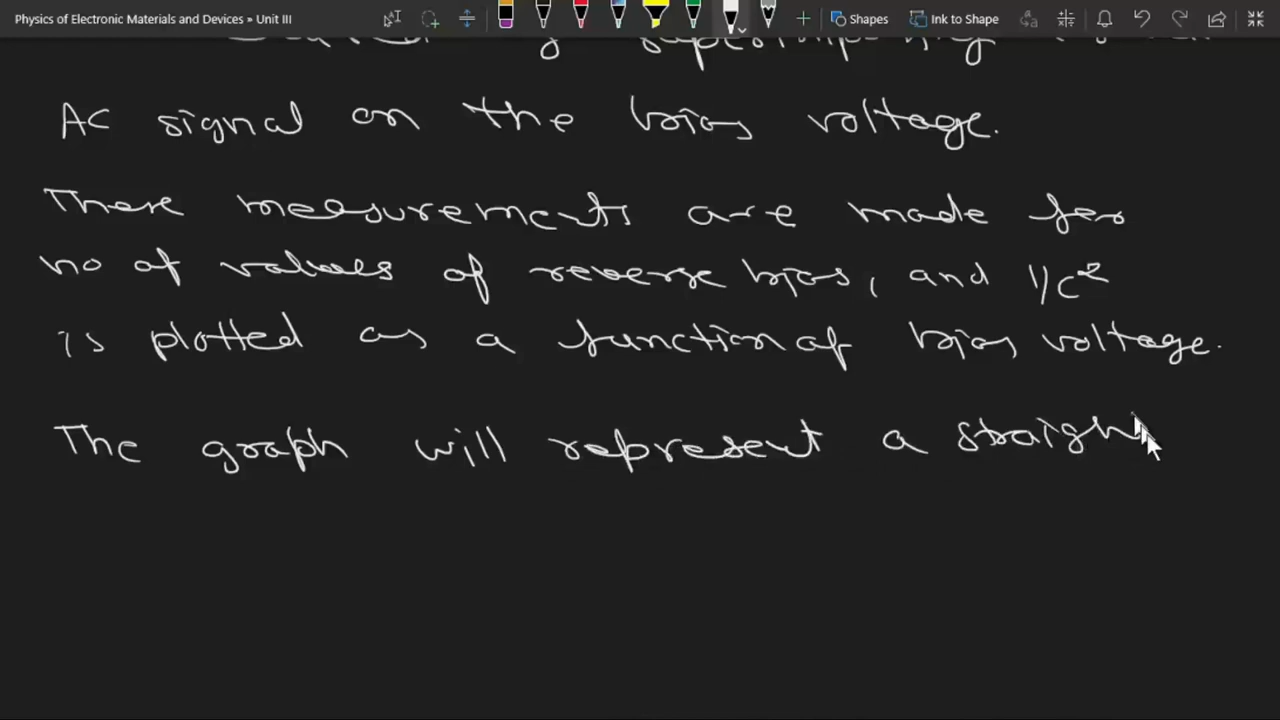 Physics of Electronic Materials and Devices » Unit III
Shapes
Ink to Shape
superimposing
AC signal on the bias voltage.
These measurements are made for
no of values of reverse bias, and 1/C²
is plotted as a function of bias voltage.
The graph will represent a straigh